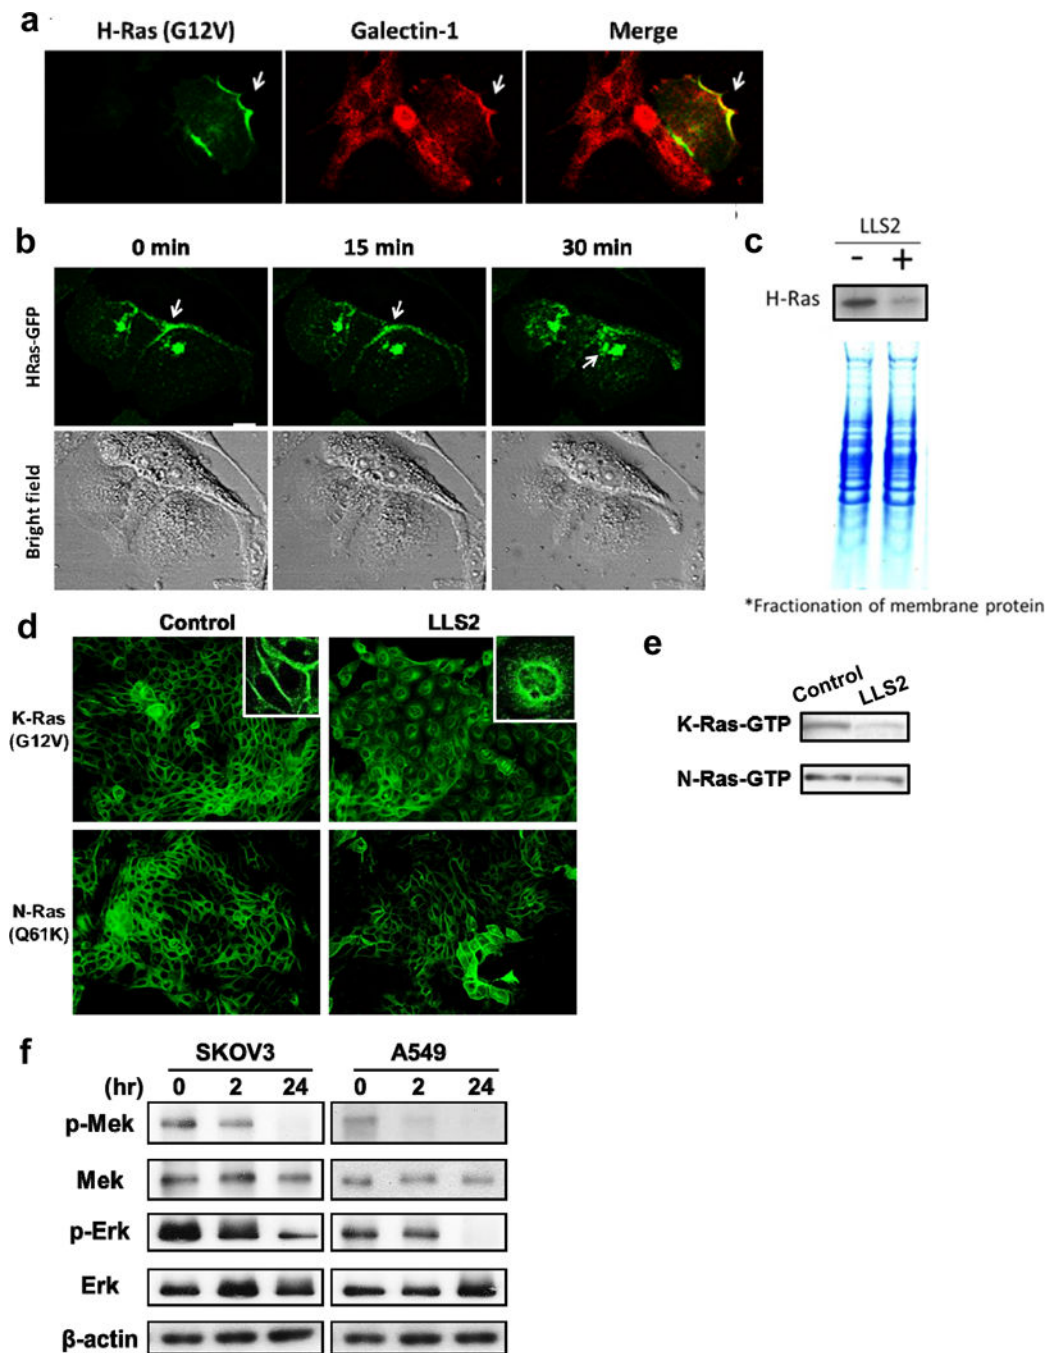 a
H-Ras (G12V) Galectin-1 Merge
b
0 min 15 min 30 min
HRas-GFP
Bright field
c
LLS2
- +
H-Ras
*Fractionation of membrane protein
d
Control LLS2
K-Ras
(G12V)
N-Ras
(Q61K)
e
Control LLS2
K-Ras-GTP
N-Ras-GTP
f
SKOV3 A549
(hr) 0 2 24 0 2 24
p-Mek
Mek
p-Erk
Erk
β-actin